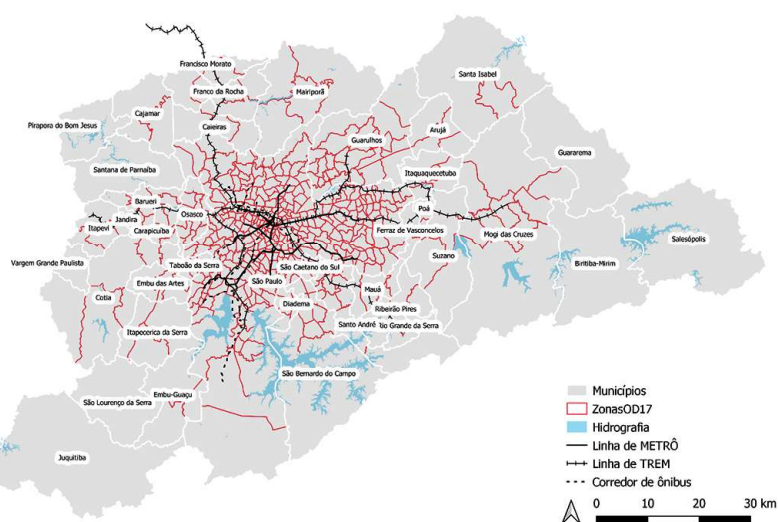 Francisco Morato
Franco da Rocha
Mairiporã
Santa Isabel
Cajamar
Pirapora do Bom Jesus
Caieiras
Guarulhos
Arujá
Guararema
Santana de Parnaíba
Itaquaquecetuba
Barueri
Jandira
Itapevi
Carapicuíba
Osasco
Poá
Ferraz de Vasconcelos
Mogi das Cruzes
Salesópolis
Suzano
Biritiba-Mirim
Vargem Grande Paulista
Taboão da Serra
São Caetano do Sul
Embu das Artes
São Paulo
Mauá
Cotia
Diadema
Ribeirão Pires
Itapecerica da Serra
Santo André
Rio Grande da Serra
São Bernardo do Campo
Embu-Guaçu
São Lourenço da Serra
Juquitiba
Municípios
ZonasOD17
Hidrografia
Linha de METRÔ
Linha de TREM
Corredor de ônibus
0 10 20 30 km